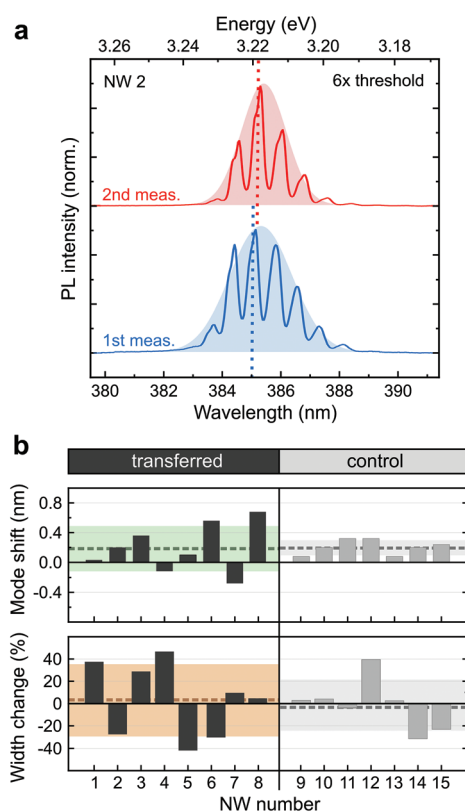 a
Energy (eV)
3.26 3.24 3.22 3.20 3.18
NW 2 6x threshold
PL intensity (norm.)
2nd meas.
1st meas.
380 382 384 386 388 390
Wavelength (nm)
b
transferred control
Mode shift (nm)
0.8
0.4
0.0
-0.4
Width change (%)
40
20
0
-20
-40
1 2 3 4 5 6 7 8 9 10 11 12 13 14 15
NW number